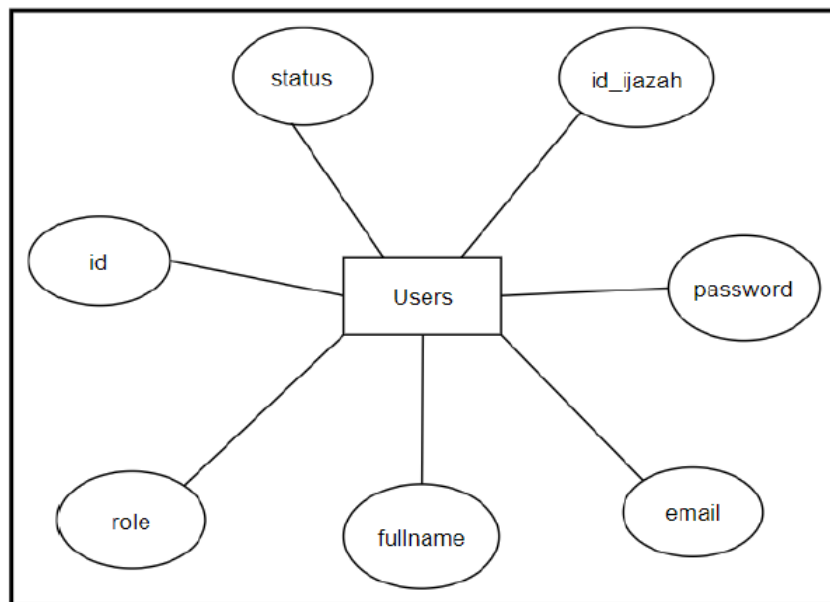 status
id_ijazah
id
Users
password
role
fullname
email